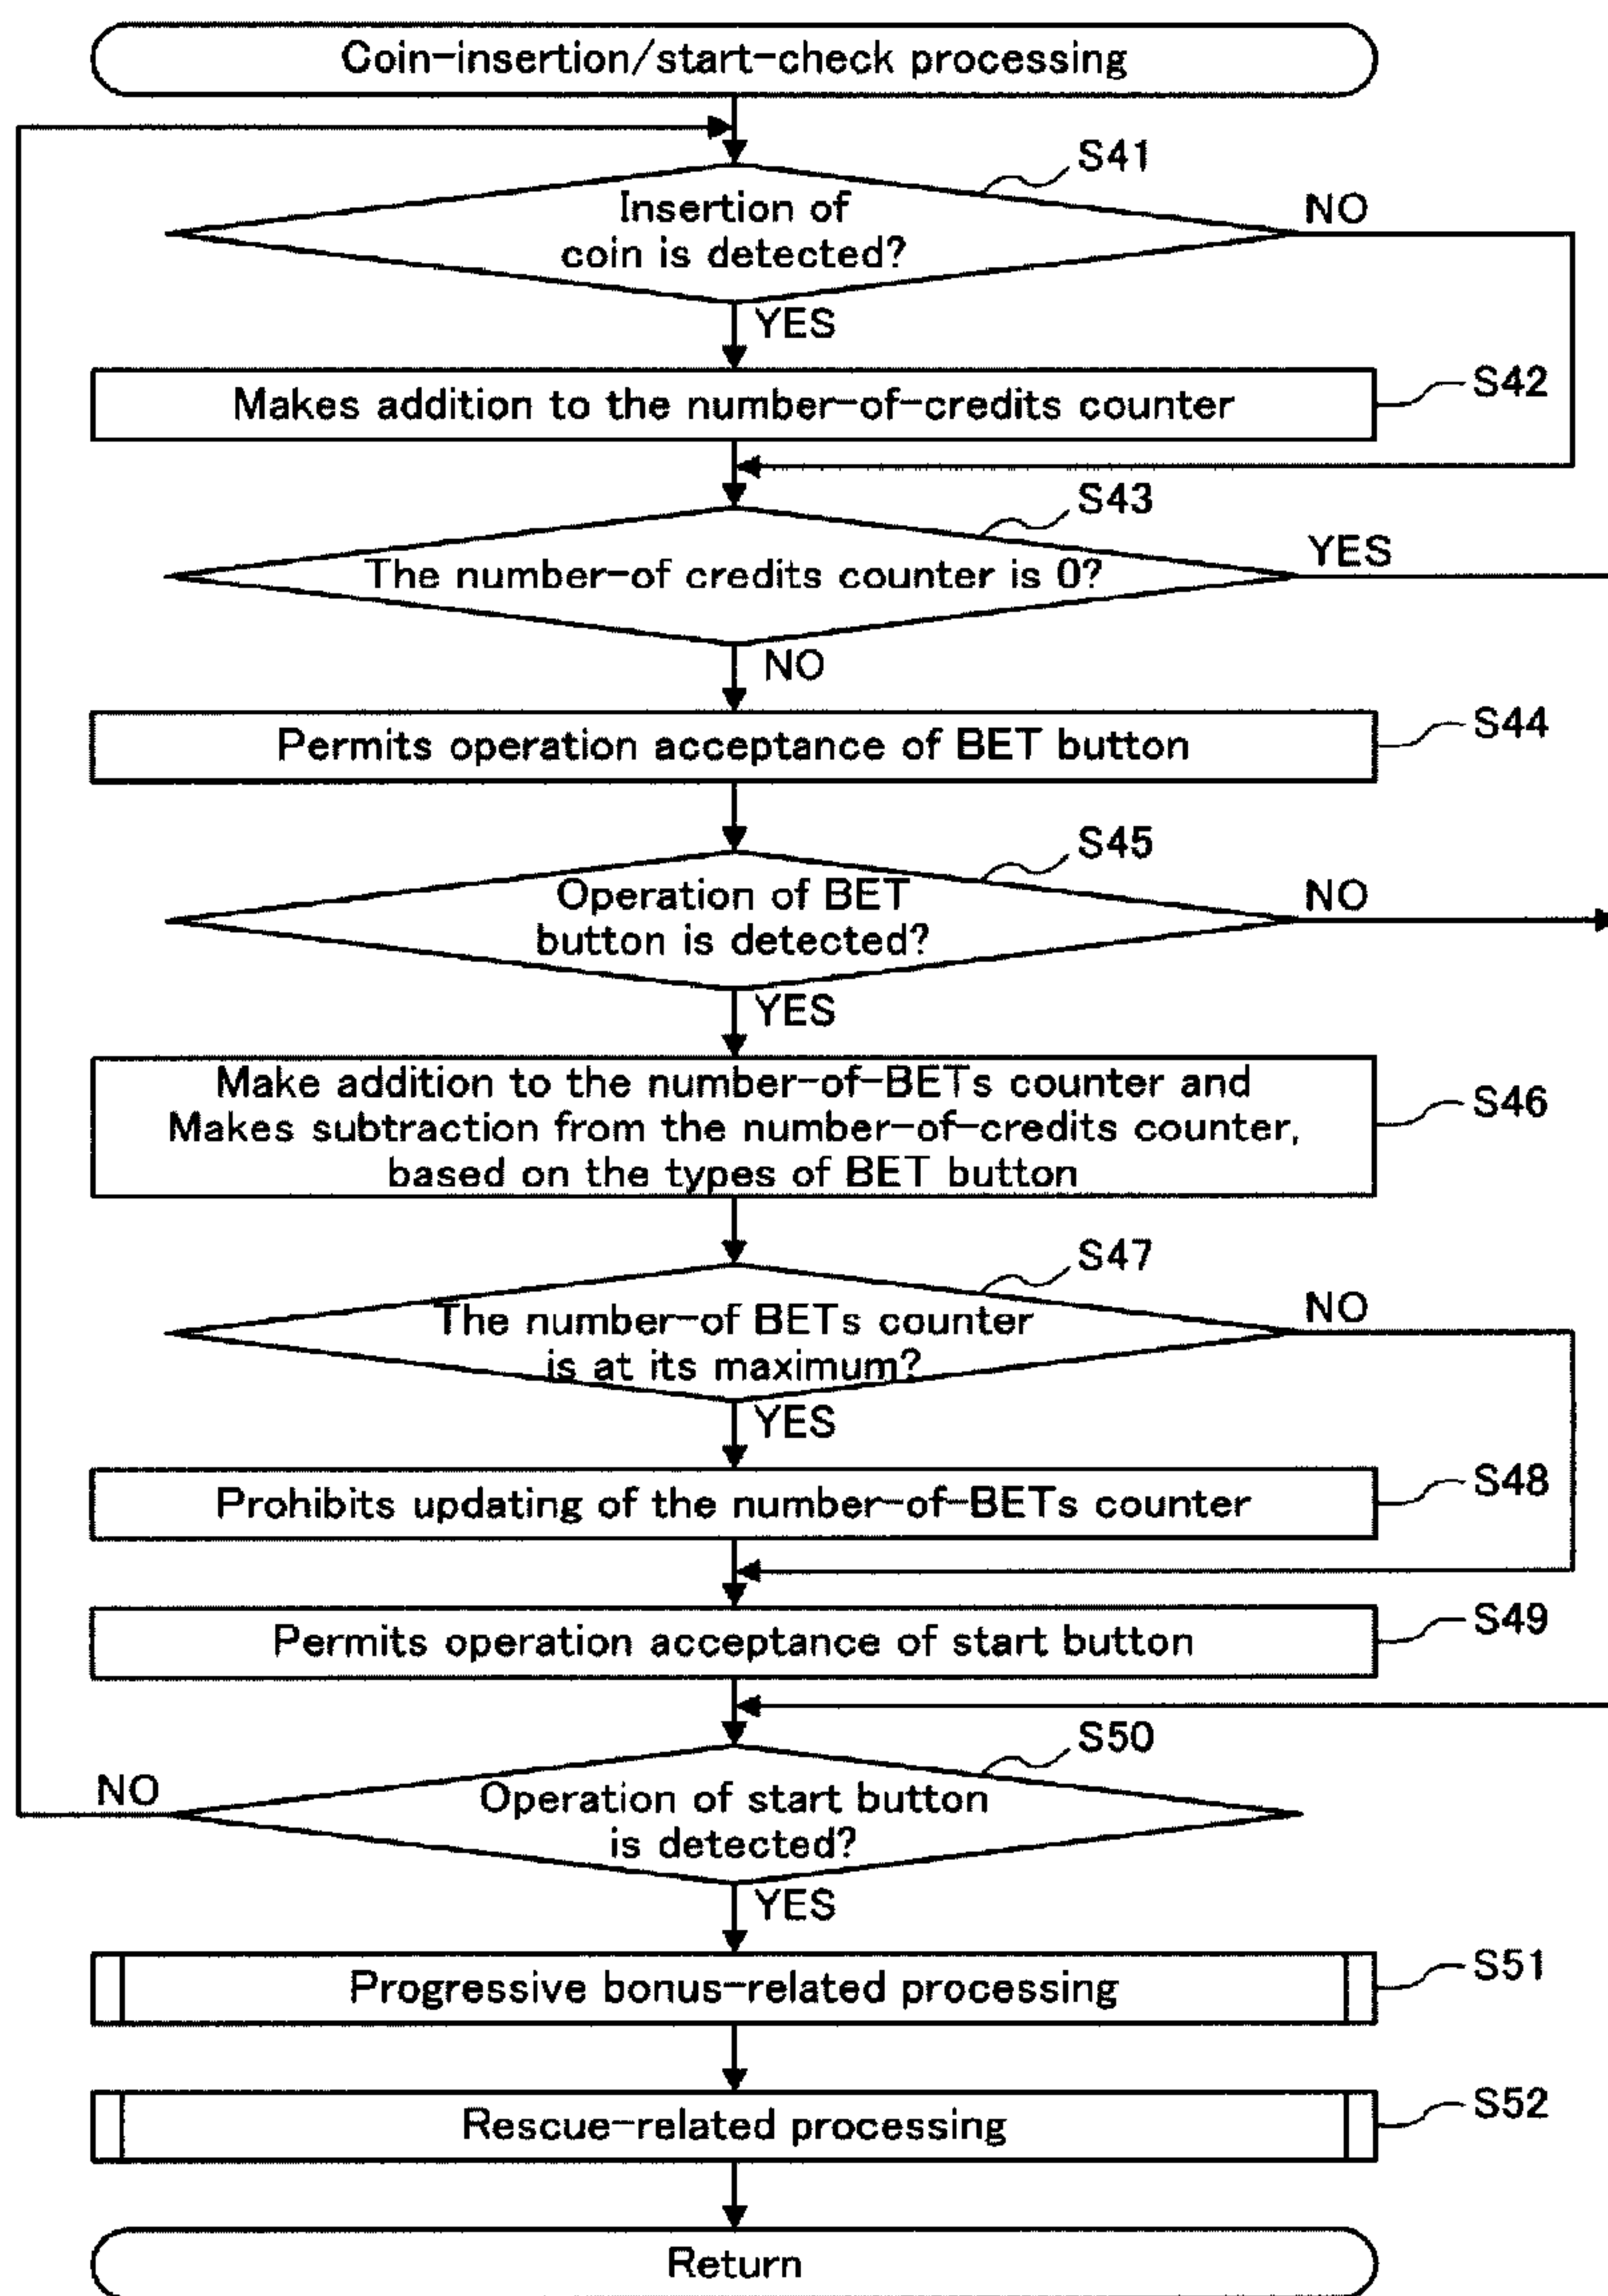 Coin-insertion/start-check processing
S41
Insertion of
coin is detected?
NO
YES
S42
Makes addition to the number-of-credits counter
S43
The number-of credits counter is 0?
YES
NO
S44
Permits operation acceptance of BET button
S45
Operation of BET
button is detected?
NO
YES
S46
Make addition to the number-of-BETs counter and
Makes subtraction from the number-of-credits counter,
based on the types of BET button
S47
The number-of BETs counter
is at its maximum?
NO
YES
S48
Prohibits updating of the number-of-BETs counter
S49
Permits operation acceptance of start button
S50
NO
Operation of start button
is detected?
YES
S51
Progressive bonus-related processing
S52
Rescue-related processing
Return